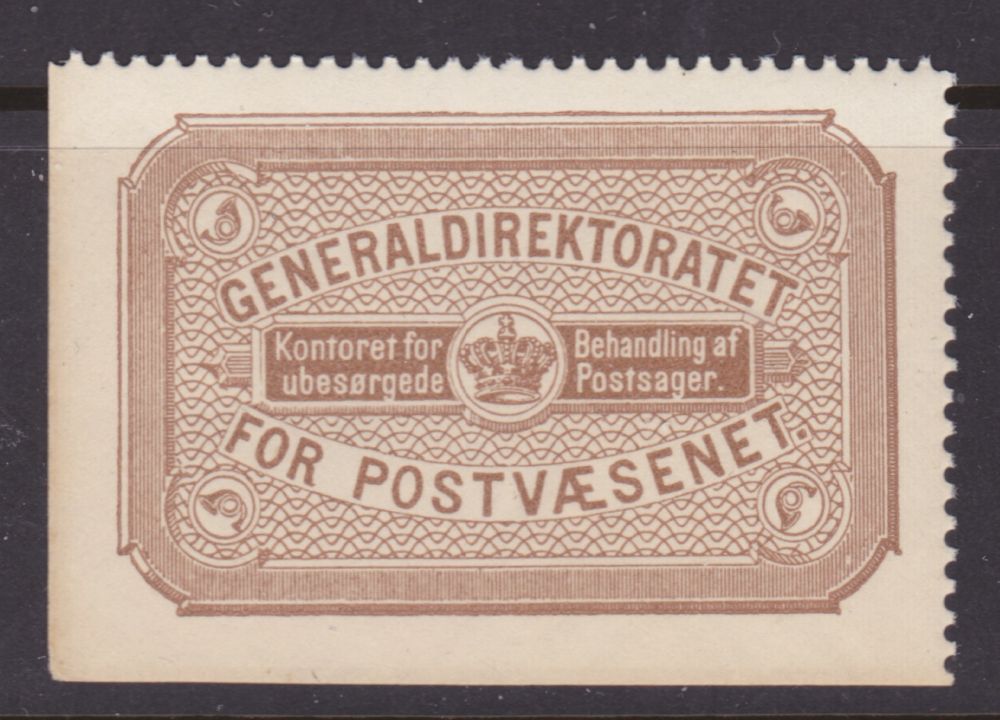 GENERALDIREKTORATET
Kontoret for Behandling af
ubesørgede Postsager.
FOR POSTVÆSENET.